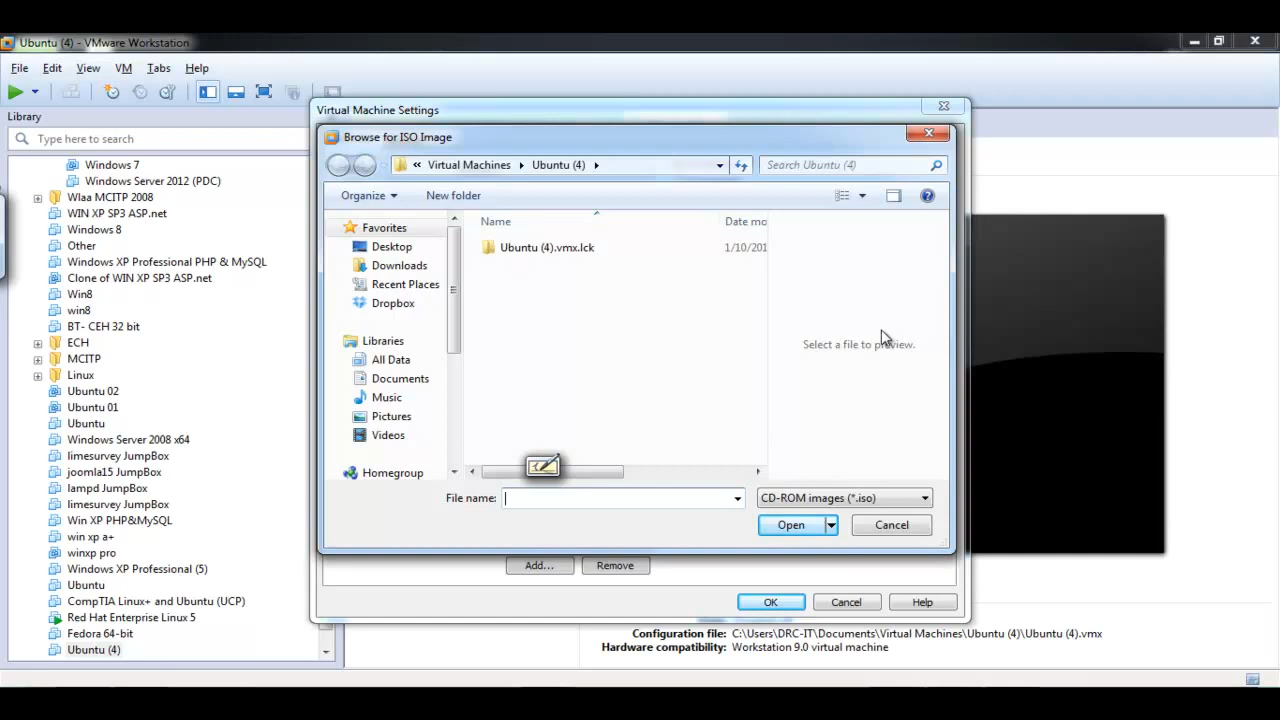 Ubuntu (4) - VMware Workstation
File Edit View VM Tabs Help
Library
Type here to search
Windows 7
Windows Server 2012 (PDC)
Wlaa MCITP 2008
WIN XP SP3 ASP.net
Windows 8
Other
Windows XP Professional PHP & MySQL
Clone of WIN XP SP3 ASP.net
Win8
win8
BT- CEH 32 bit
ECH
MCITP
Linux
Ubuntu 02
Ubuntu 01
Ubuntu
Windows Server 2008 x64
limesurvey JumpBox
joomla15 JumpBox
lampd JumpBox
limesurvey JumpBox
Win XP PHP&MySQL
win xp a+
winxp pro
Windows XP Professional (5)
Ubuntu
CompTIA Linux+ and Ubuntu (UCP)
Red Hat Enterprise Linux 5
Fedora 64-bit
Ubuntu (4)
Virtual Machine Settings
Browse for ISO Image
« Virtual Machines Ubuntu (4)
Search Ubuntu (4)
Organize New folder
Favorites
Desktop
Downloads
Recent Places
Dropbox
Libraries
All Data
Documents
Music
Pictures
Videos
Homegroup
Name Date mo
Ubuntu (4).vmx.lck 1/10/201
Select a file to preview.
File name: CD-ROM images (*.iso)
Open Cancel
Add... Remove
OK Cancel Help
Configuration file: C:\Users\DRC-IT\Documents\Virtual Machines\Ubuntu (4)\Ubuntu (4).vmx
Hardware compatibility: Workstation 9.0 virtual machine